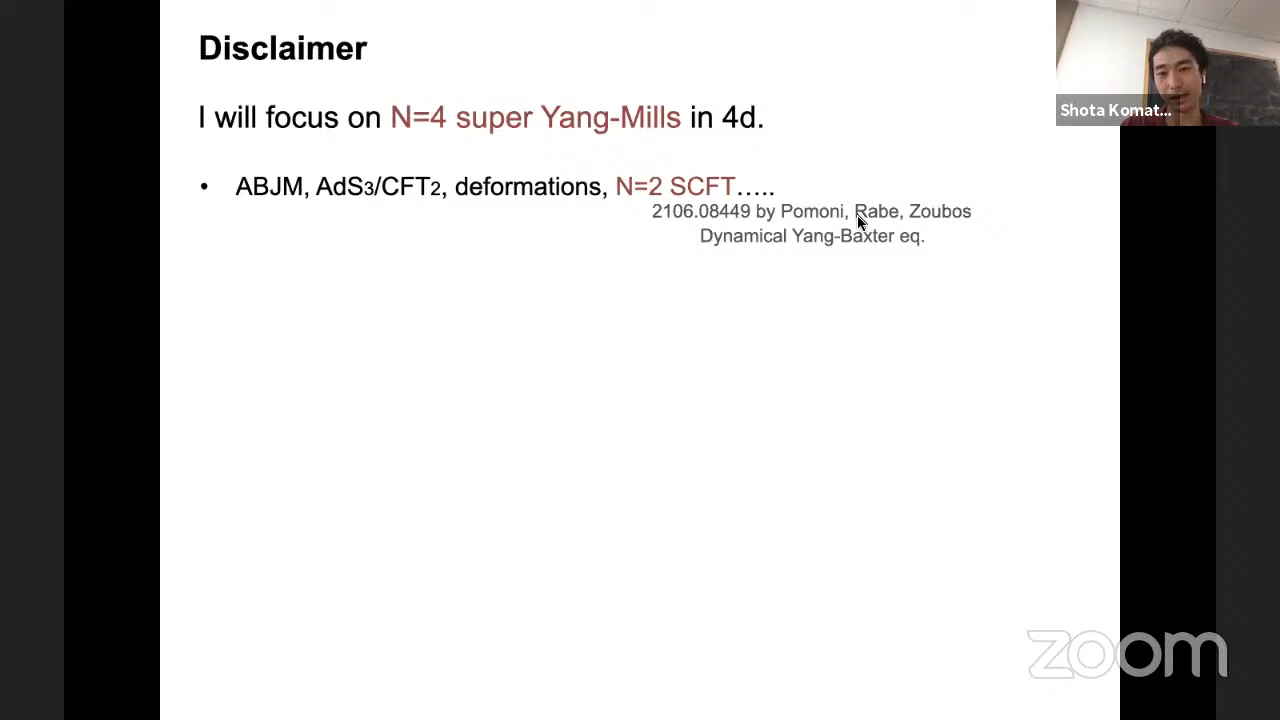 Disclaimer
I will focus on N=4 super Yang-Mills in 4d.
• ABJM, AdS3/CFT2, deformations, N=2 SCFT…..
2106.08449 by Pomoni, Rabe, Zoubos
Dynamical Yang-Baxter eq.
Shota Komat...
zoom